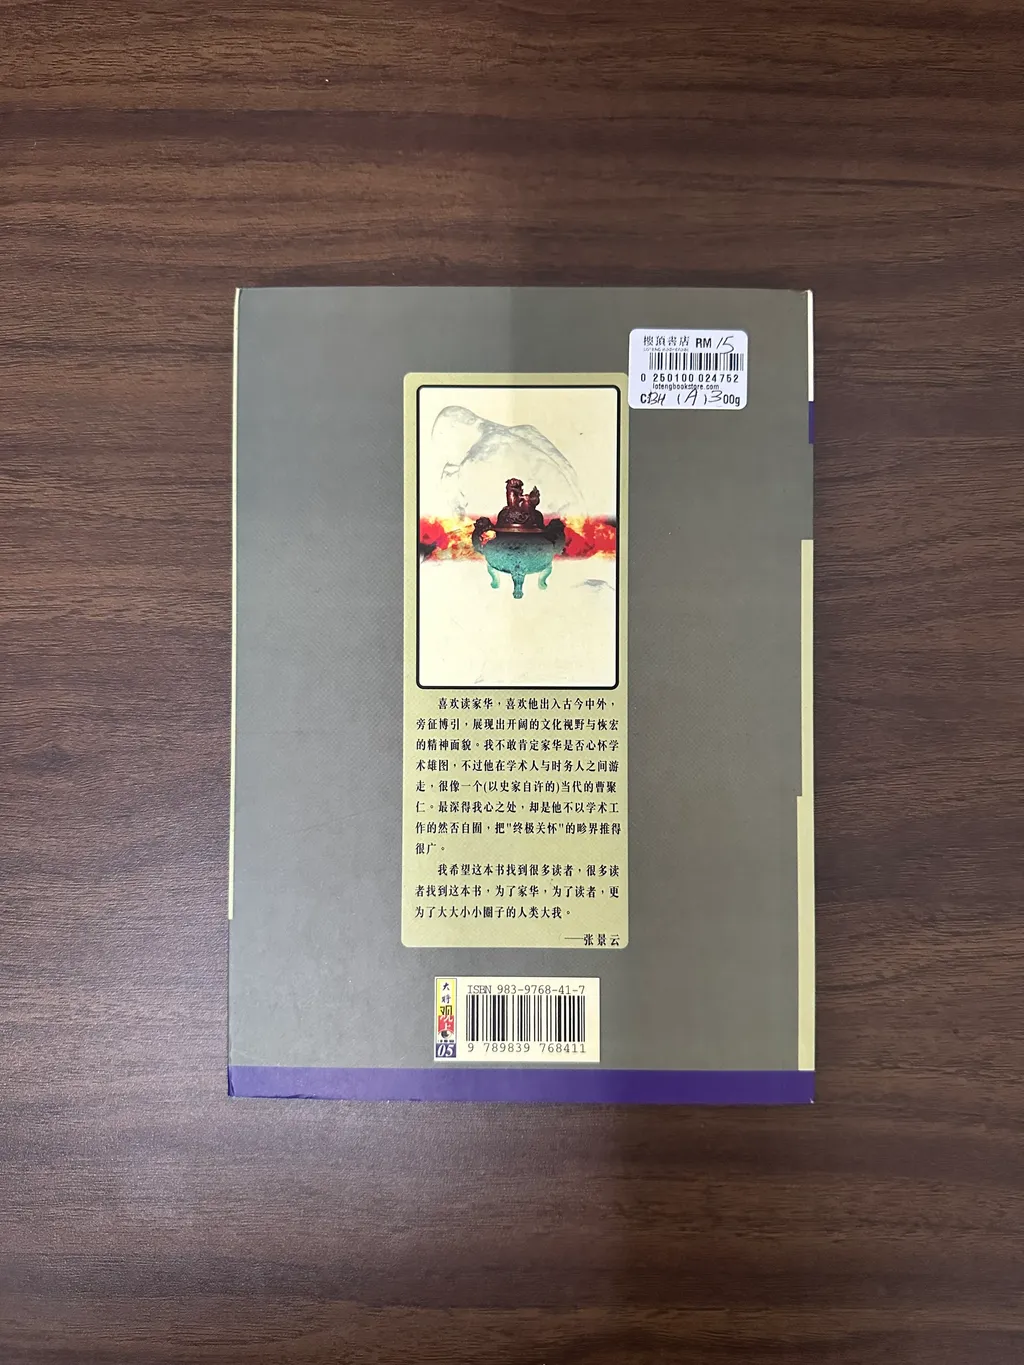 樓頂書店 RM 15
0 250100 024752
lotengbookstore.com
(A) 300g
喜欢读家华，喜欢他出入古今中外，
旁征博引，展现出开阔的文化视野与恢宏
的精神面貌。我不敢肯定家华是否心怀学
术雄图，不过他在学术人与时务人之间游
走，很像一个(以史家自许的)当代的曹聚
仁。最深得我心之处，却是他不以学术工
作的然否自囿，把"终极关怀"的畛界推得
很广。
我希望这本书找到很多读者，很多读
者找到这本书，为了家华，为了读者，更
为了大大小小圈子的人类大我。
——张景云
大将
观
05
ISBN 983-9768-41-7
9 789839 768411